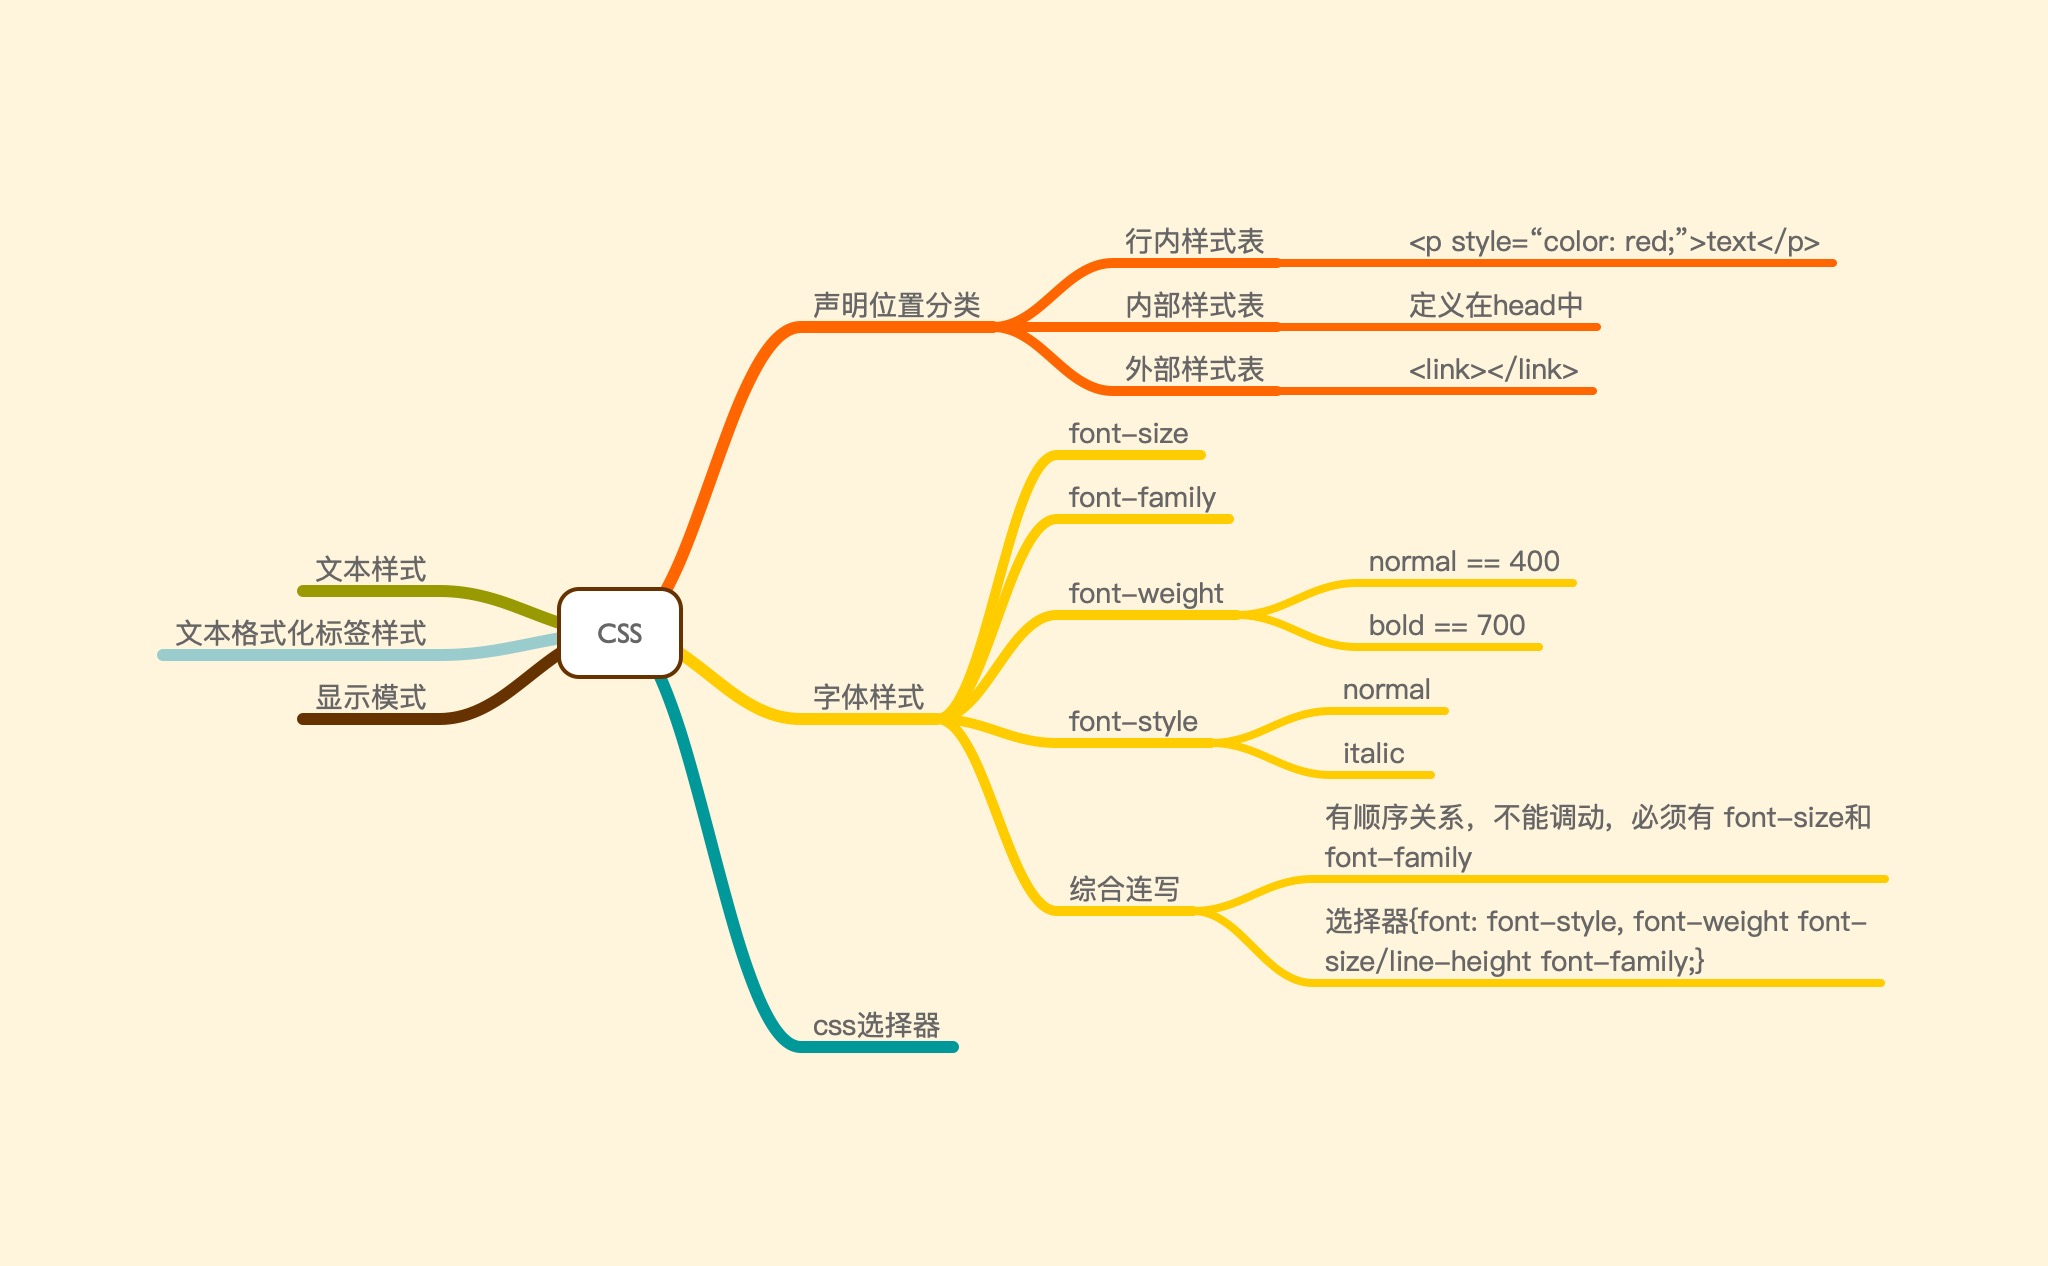 行内样式表
<p style=“color: red;”>text</p>
声明位置分类
内部样式表
定义在head中
外部样式表
<link></link>
font-size
font-family
normal == 400
font-weight
bold == 700
normal
字体样式
font-style
italic
有顺序关系，不能调动，必须有 font-size和
font-family
综合连写
选择器{font: font-style, font-weight font-
size/line-height font-family;}
css选择器
CSS
文本样式
文本格式化标签样式
显示模式